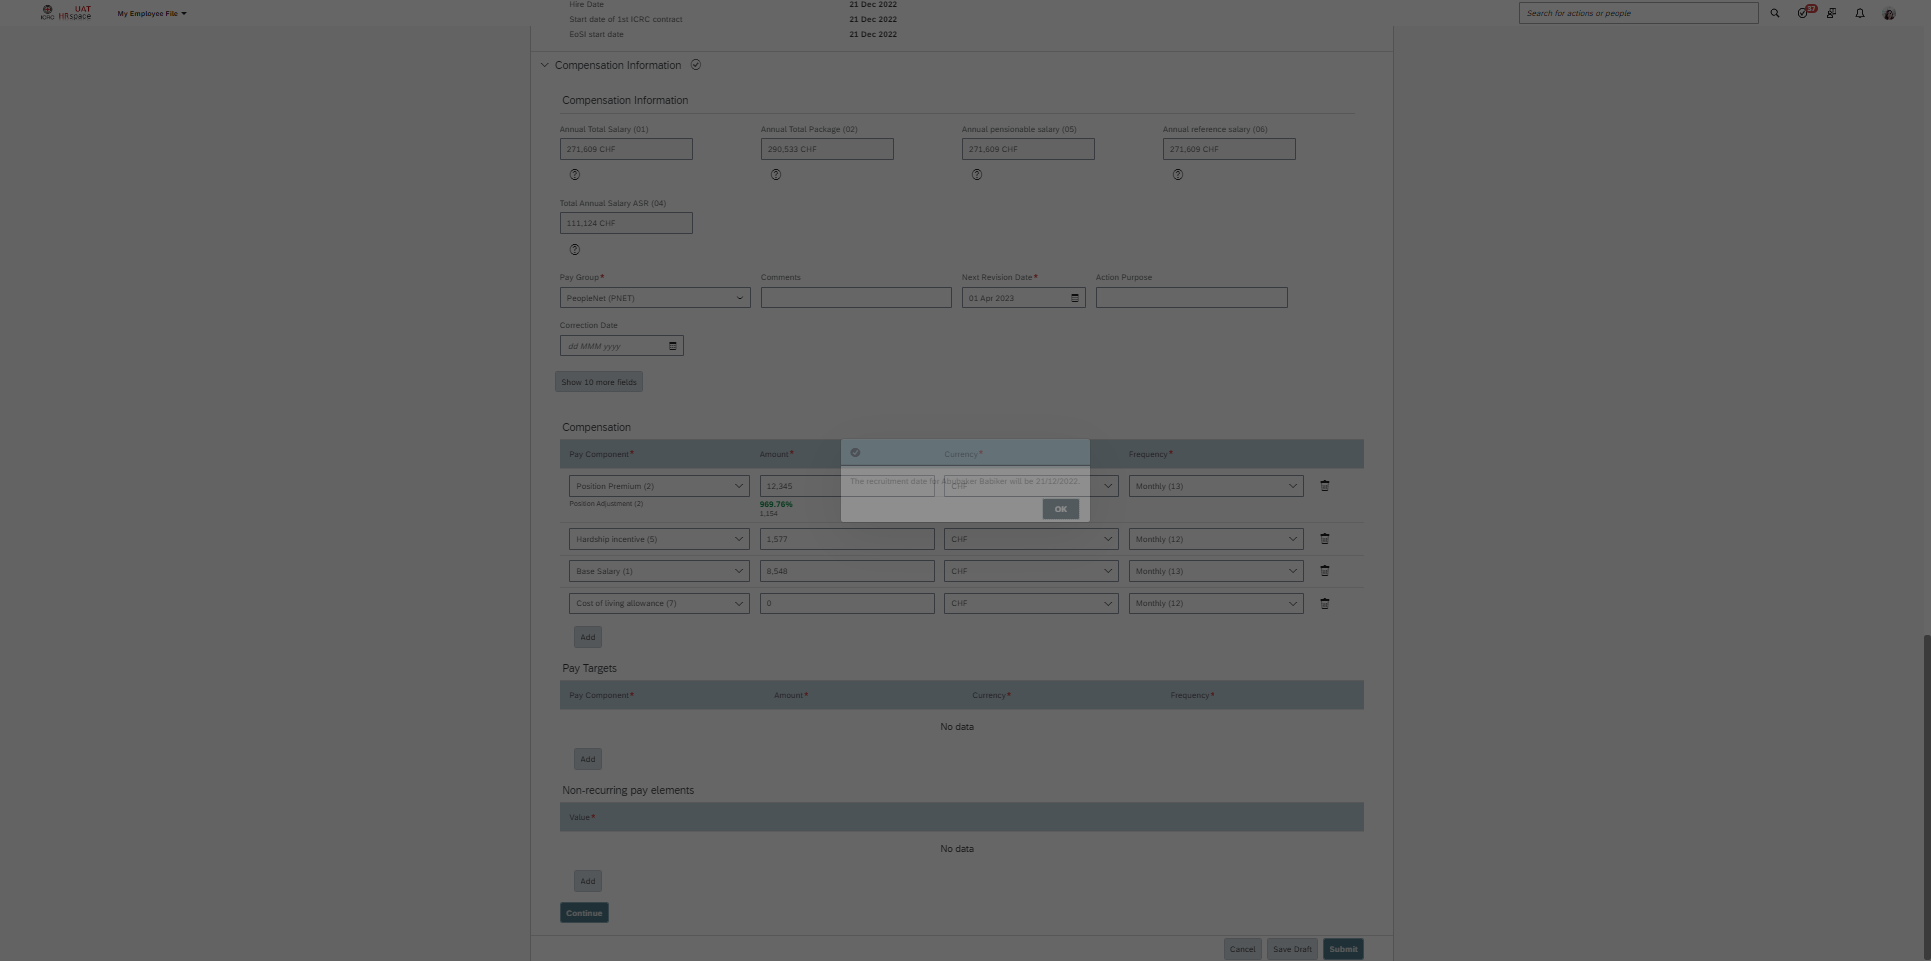 ICRC
UAT
HRspace
My Employee File
Search for actions or people
37
Hire Date 21 Dec 2022
Start date of 1st ICRC contract 21 Dec 2022
EoSI start date 21 Dec 2022
Compensation Information
Compensation Information
Annual Total Salary (01) Annual Total Package (02) Annual pensionable salary (05) Annual reference salary (06)
271,609 CHF 290,533 CHF 271,609 CHF 271,609 CHF
Total Annual Salary ASR (04)
111,124 CHF
Pay Group* Comments Next Revision Date* Action Purpose
PeopleNet (PNET) 01 Apr 2023
Correction Date
dd MMM yyyy
Show 10 more fields
Compensation
Pay Component* Amount* Currency* Frequency*
Position Premium (2) 12,345 CHF Monthly (13)
Position Adjustment (2) 969.76%
1,154
The recruitment date for Abubaker Babiker will be 21/12/2022.
OK
Hardship incentive (5) 1,577 CHF Monthly (12)
Base Salary (1) 8,548 CHF Monthly (13)
Cost of living allowance (7) 0 CHF Monthly (12)
Add
Pay Targets
Pay Component* Amount* Currency* Frequency*
No data
Add
Non-recurring pay elements
Value*
No data
Add
Continue
Cancel Save Draft Submit